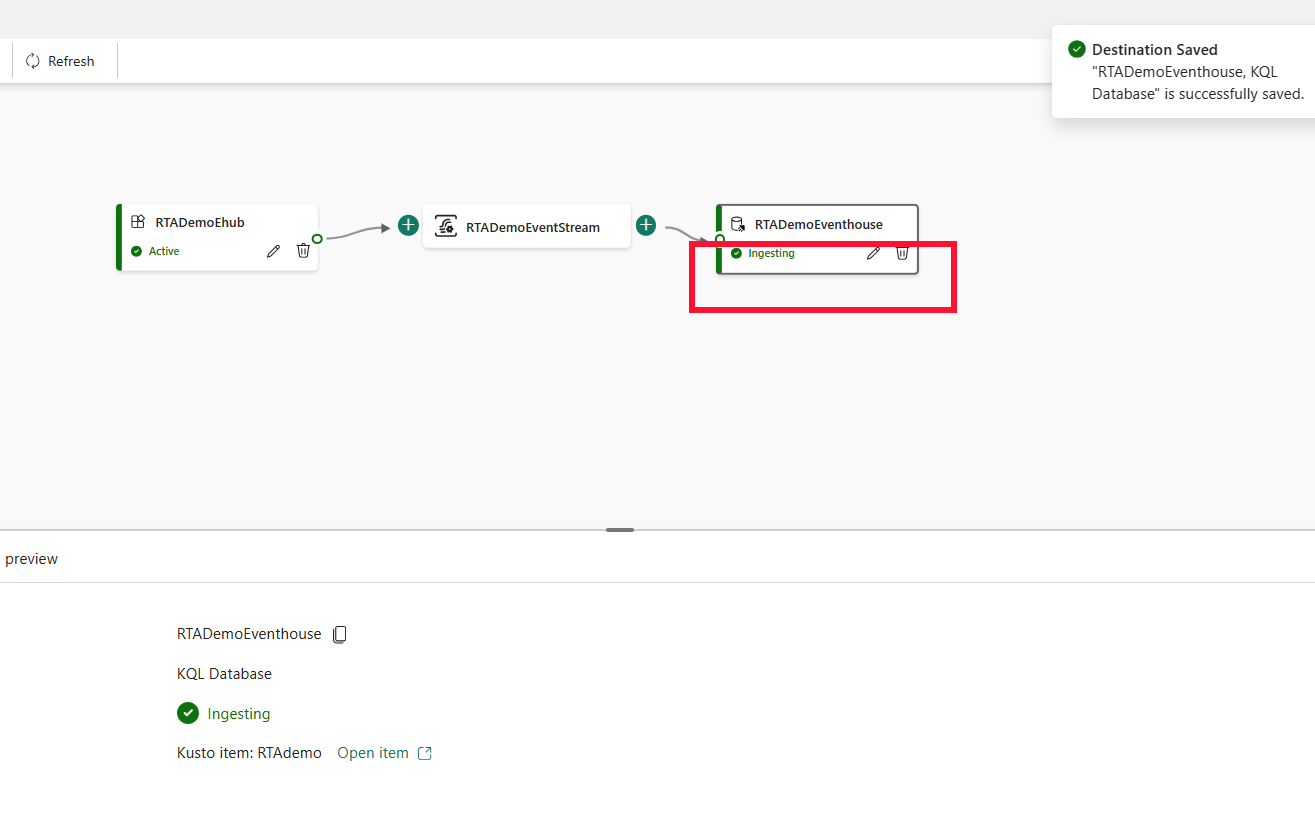 Refresh
Destination Saved
"RTADemoEventhouse, KQL
Database" is successfully saved.
RTADemoEhub
Active
RTADemoEventStream
RTADemoEventhouse
Ingesting
preview
RTADemoEventhouse
KQL Database
Ingesting
Kusto item: RTAdemo Open item